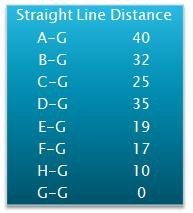 Straight Line Distance
A-G 40
B-G 32
C-G 25
D-G 35
E-G 19
F-G 17
H-G 10
G-G 0